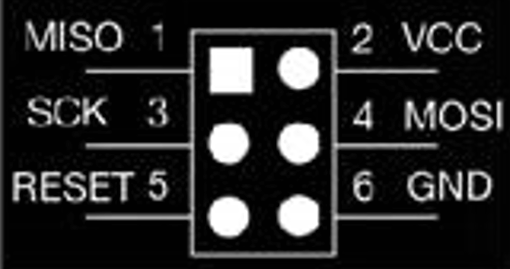 MISO 1 2 VCC
SCK 3 4 MOSI
RESET 5 6 GND